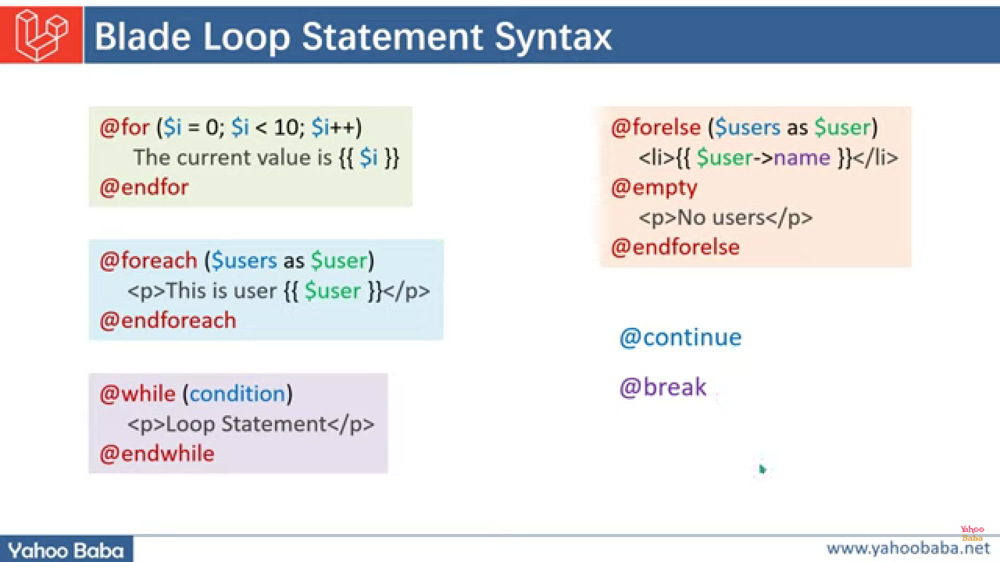 Blade Loop Statement Syntax
@for ($i = 0; $i < 10; $i++)
The current value is {{ $i }}
@endfor
@foreach ($users as $user)
<p>This is user {{ $user }}</p>
@endforeach
@while (condition)
<p>Loop Statement</p>
@endwhile
@forelse ($users as $user)
<li>{{ $user->name }}</li>
@empty
<p>No users</p>
@endforelse
@continue
@break
Yahoo Baba
Yahoo
Baba
www.yahoobaba.net